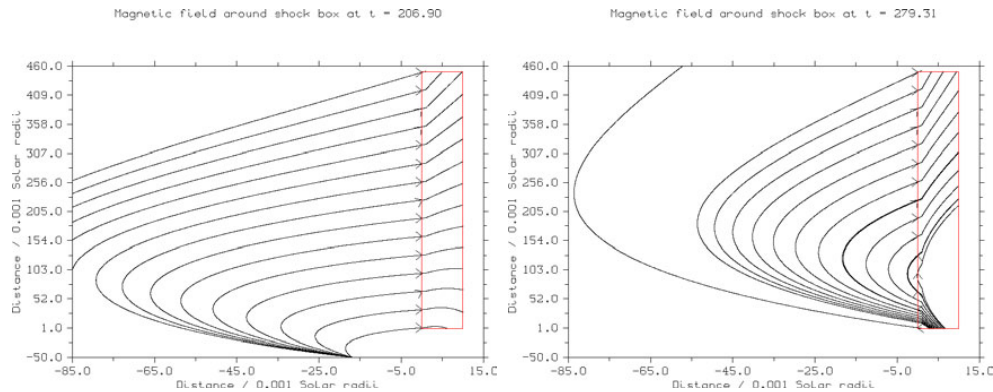 Magnetic field around shock box at t = 206.90
460.0
409.0
358.0
307.0
256.0
205.0
154.0
103.0
52.0
1.0
-50.0
Distance / 0.001 Solar radii
-85.0 -65.0 -45.0 -25.0 -5.0 15.0
Distance / 0.001 Solar radii
Magnetic field around shock box at t = 279.31
460.0
409.0
358.0
307.0
256.0
205.0
154.0
103.0
52.0
1.0
-50.0
Distance / 0.001 Solar radii
-85.0 -65.0 -45.0 -25.0 -5.0 15.0
Distance / 0.001 Solar radii